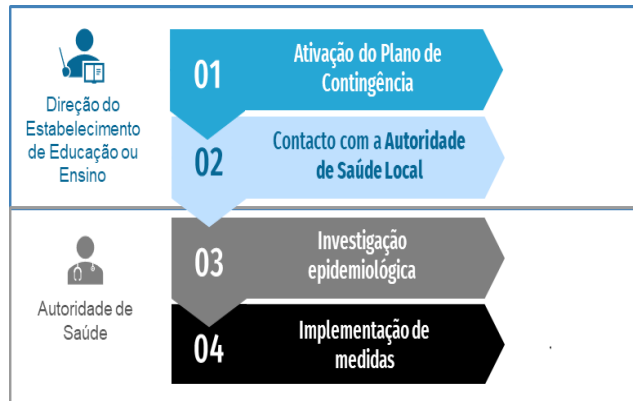 Direção do
Estabelecimento
de Educação ou
Ensino
01
Ativação do Plano de
Contingência
02
Contacto com a Autoridade
de Saúde Local
Autoridade de
Saúde
03
Investigação
epidemiológica
04
Implementação de
medidas
.